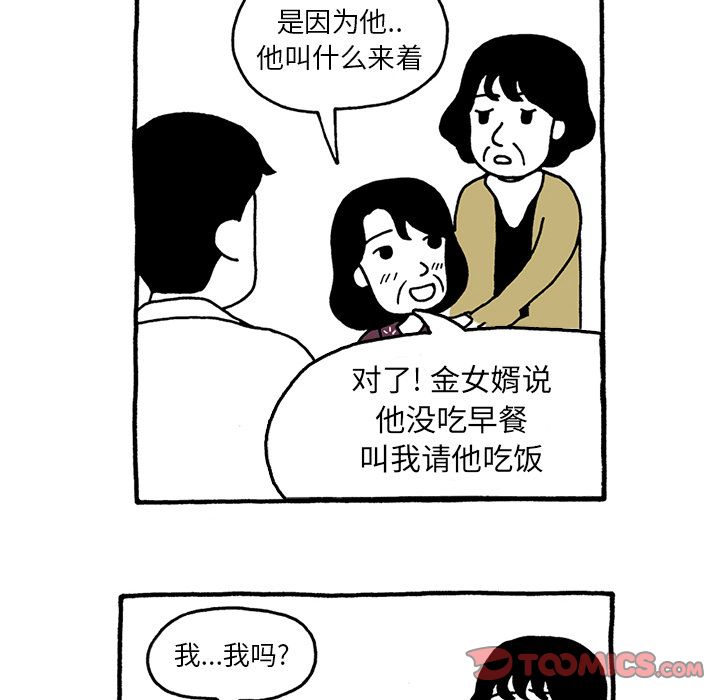 是因为他..
他叫什么来着
对了! 金女婿说
他没吃早餐
叫我请他吃饭
我...我吗?
TOOMICS.COM